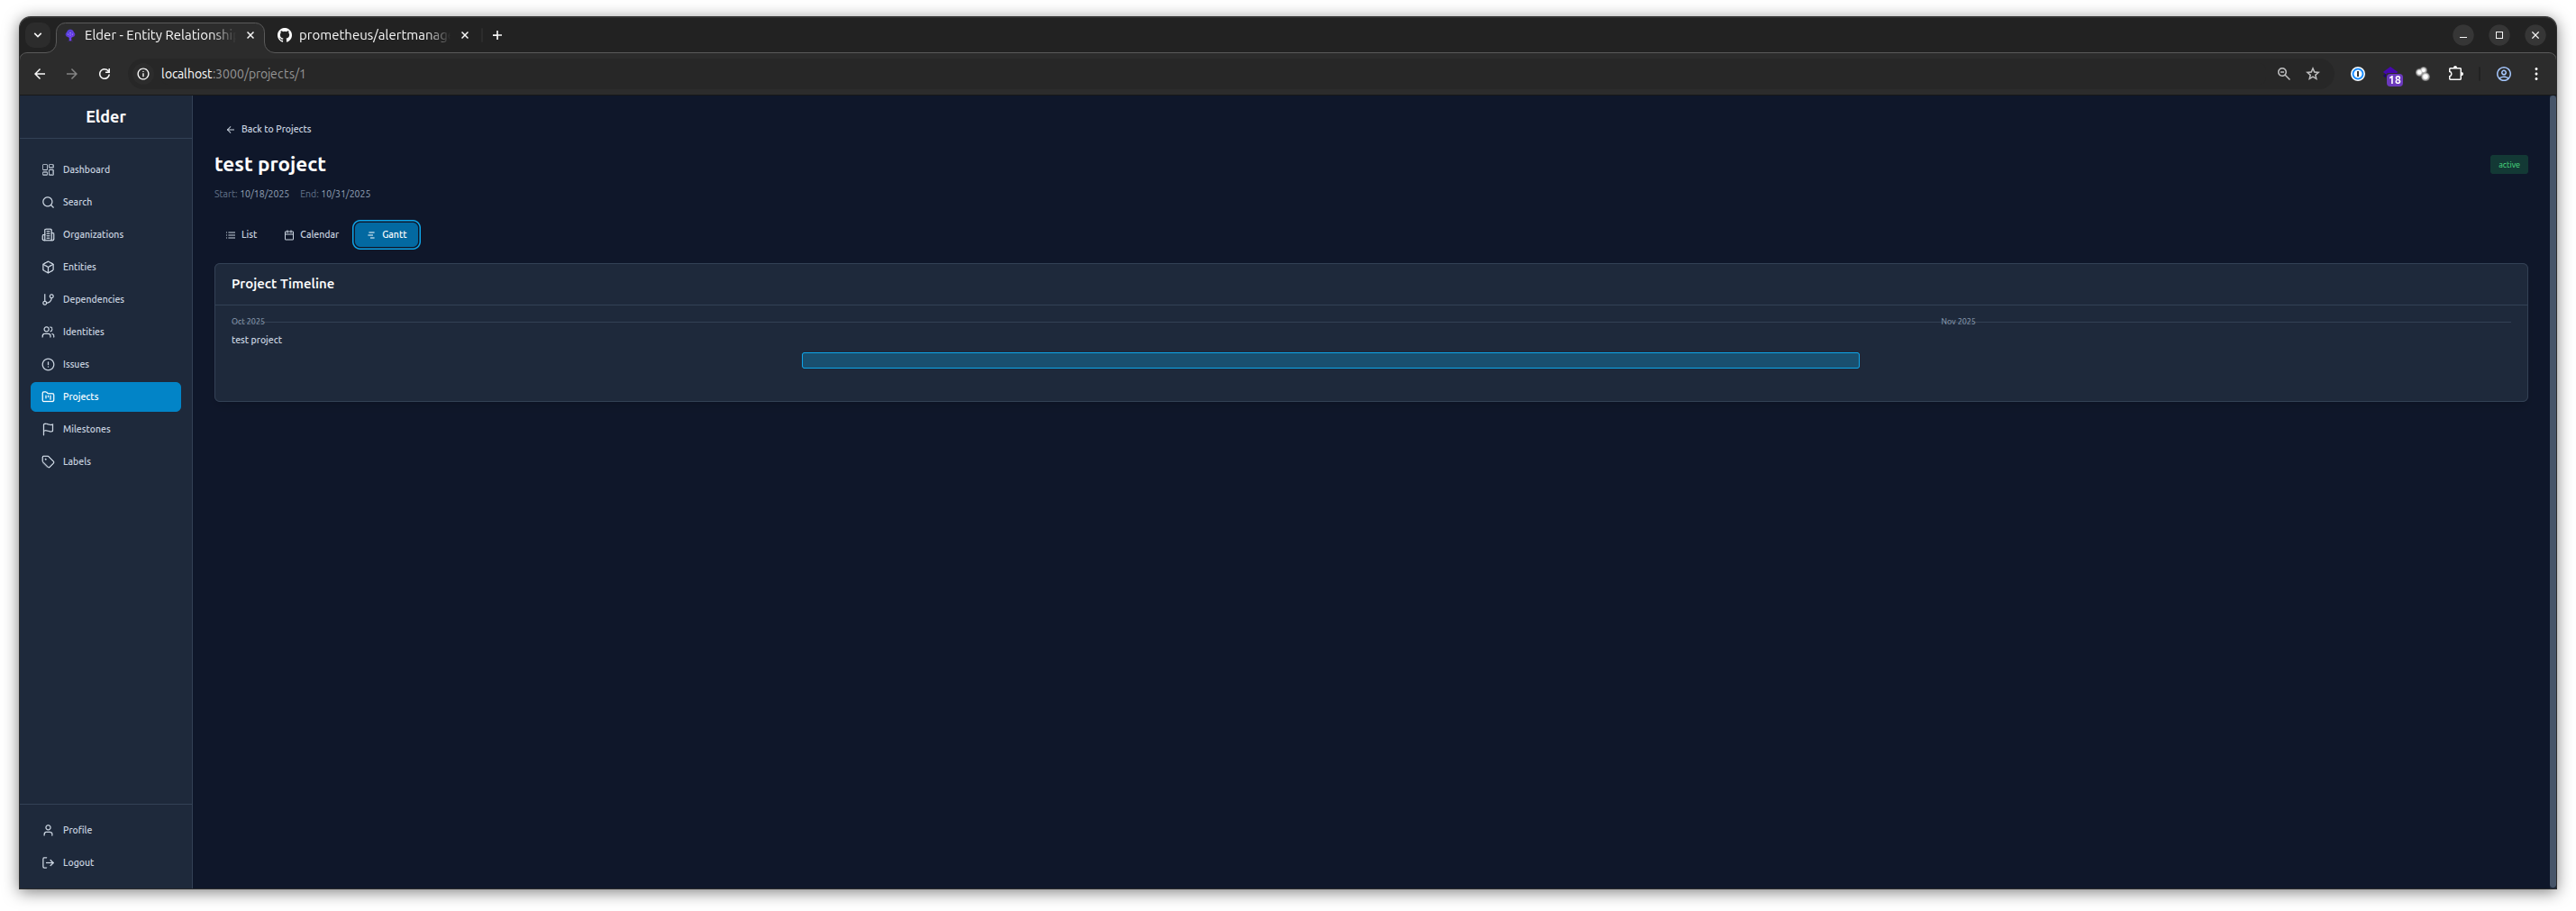 Elder - Entity Relationshi
prometheus/alertmanag
localhost:3000/projects/1
18
Elder
Dashboard
Search
Organizations
Entities
Dependencies
Identities
Issues
Projects
Milestones
Labels
Profile
Logout
Back to Projects
test project
active
Start: 10/18/2025 End: 10/31/2025
List Calendar Gantt
Project Timeline
Oct 2025 Nov 2025
test project